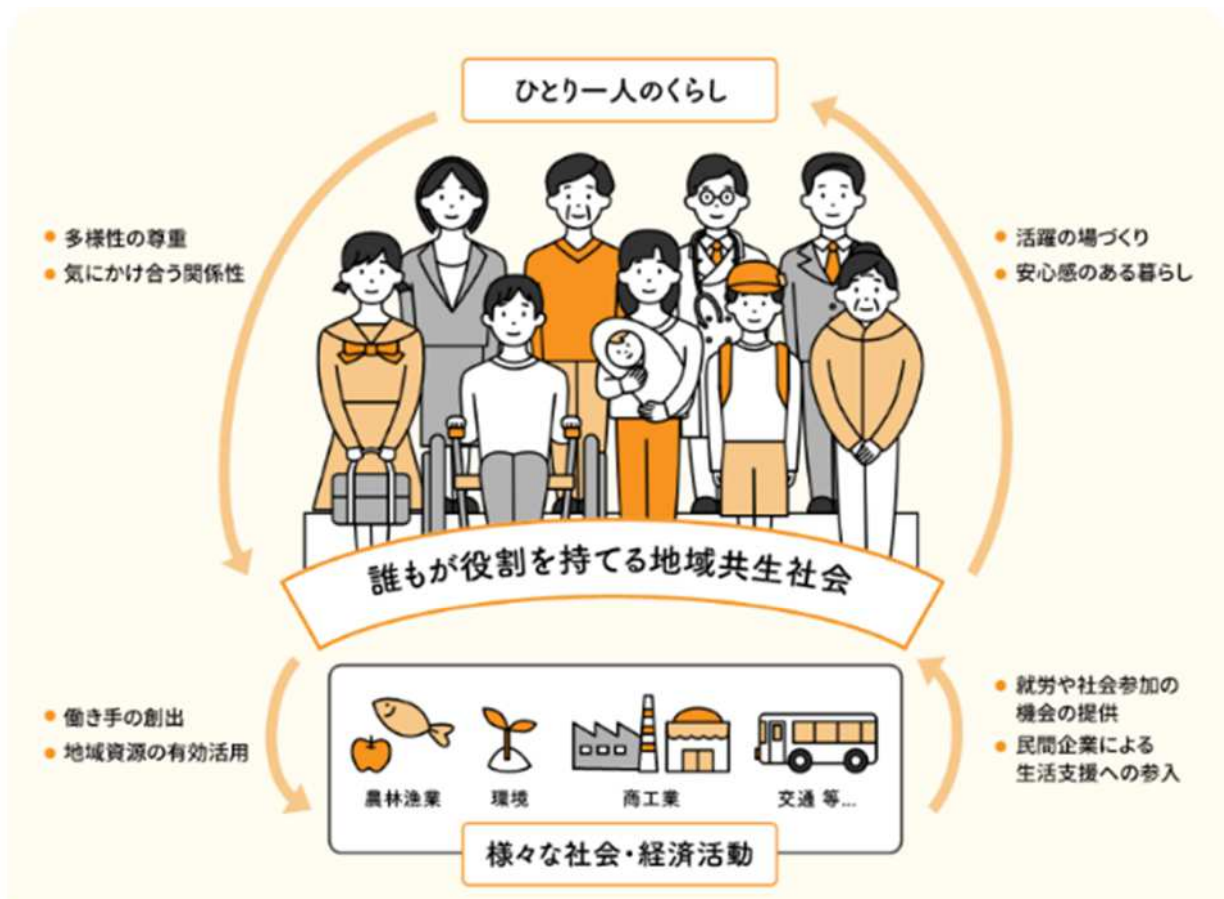 ひとり一人のくらし
多様性の尊重
気にかけ合う関係性
活躍の場づくり
安心感のある暮らし
誰もが役割を持てる地域共生社会
働き手の創出
地域資源の有効活用
就労や社会参加の
機会の提供
民間企業による
生活支援への参入
農林漁業 環境 商工業 交通 等...
様々な社会・経済活動